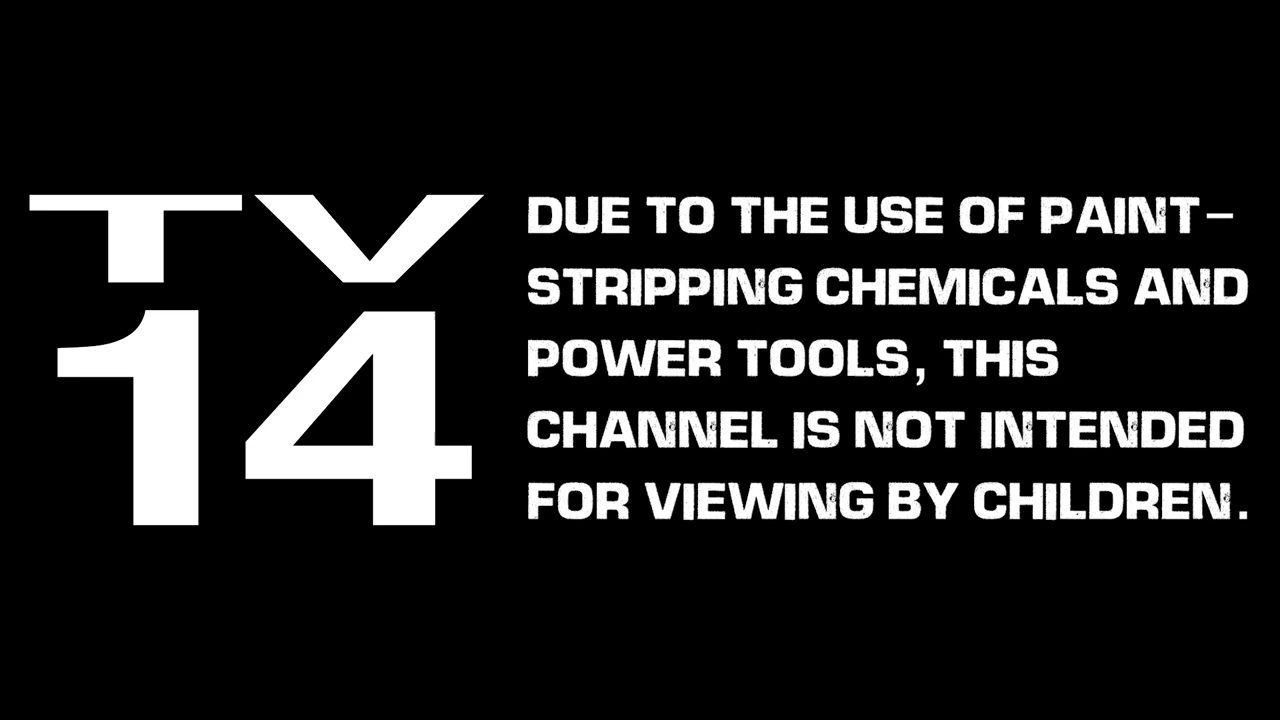 TV
14
DUE TO THE USE OF PAINT-
STRIPPING CHEMICALS AND
POWER TOOLS, THIS
CHANNEL IS NOT INTENDED
FOR VIEWING BY CHILDREN.